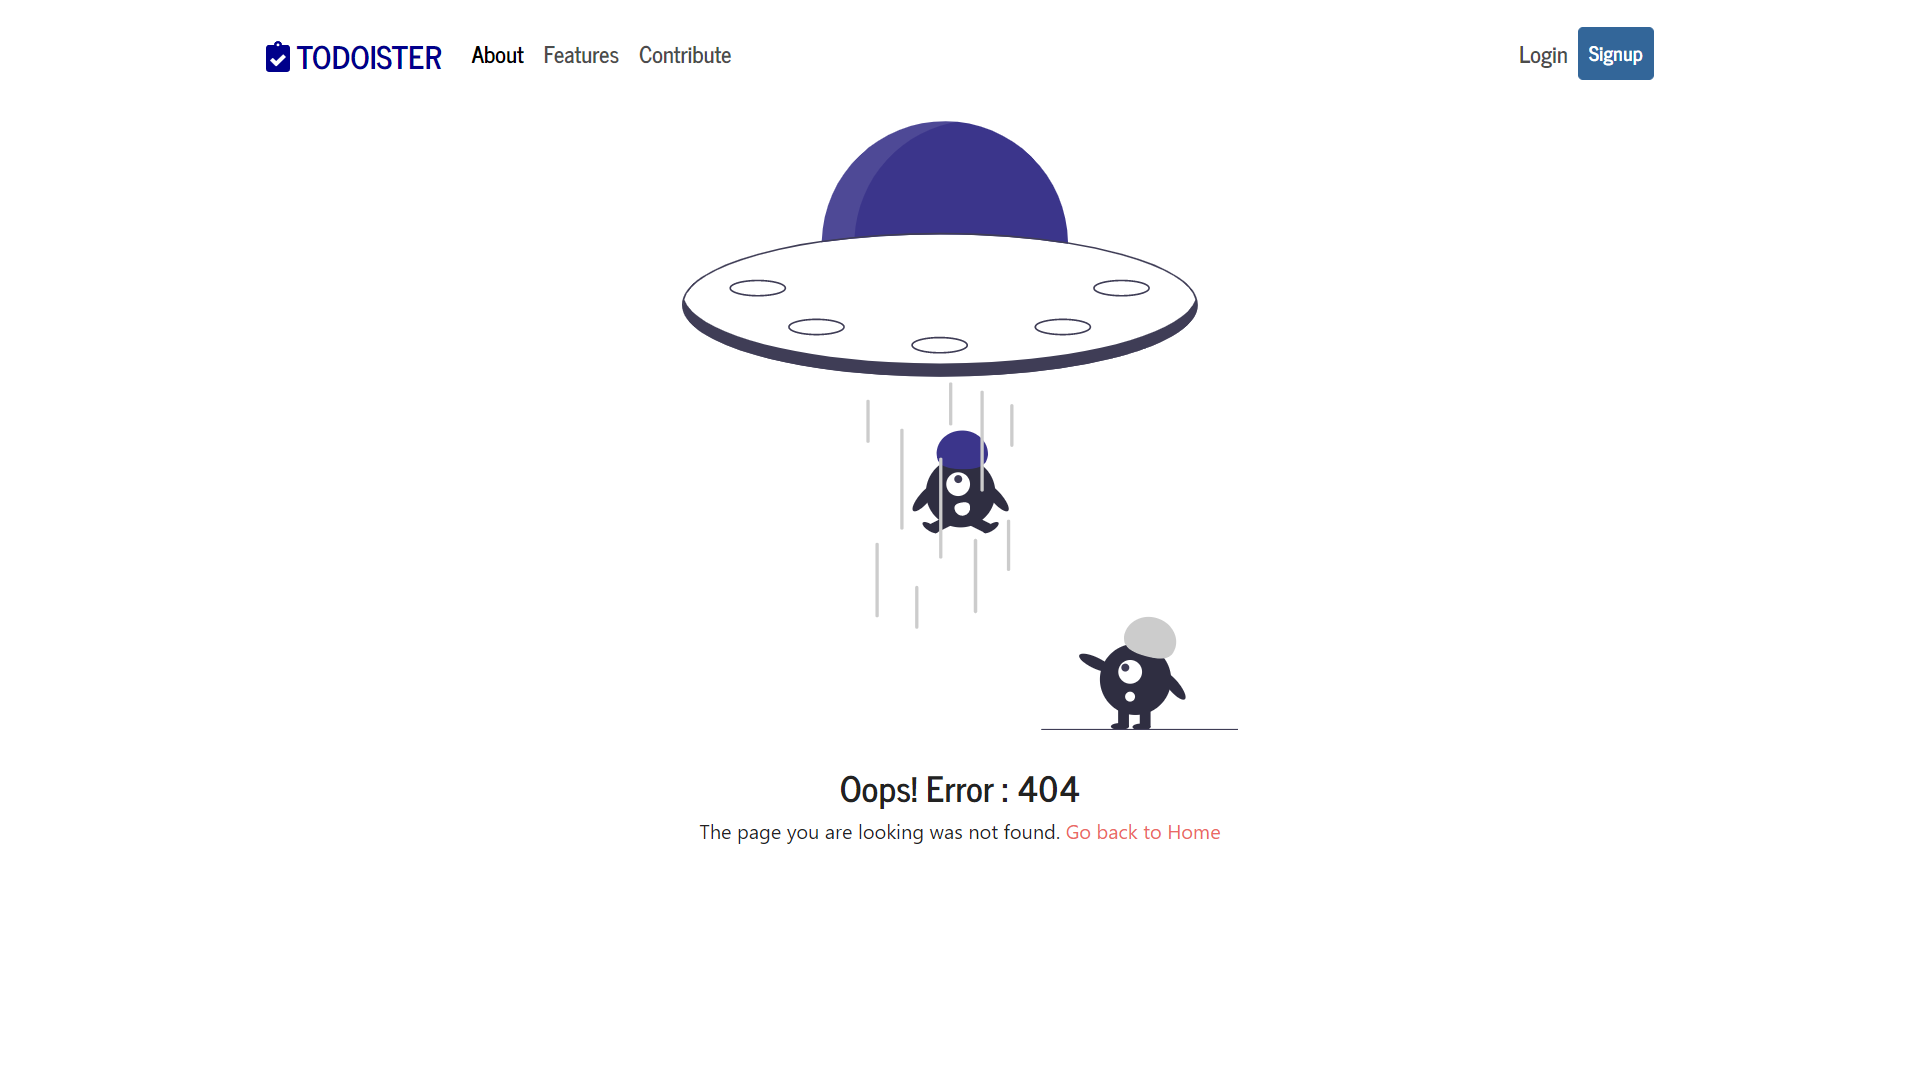 TODOISTER About Features Contribute Login Signup
Oops! Error : 404
The page you are looking was not found. Go back to Home